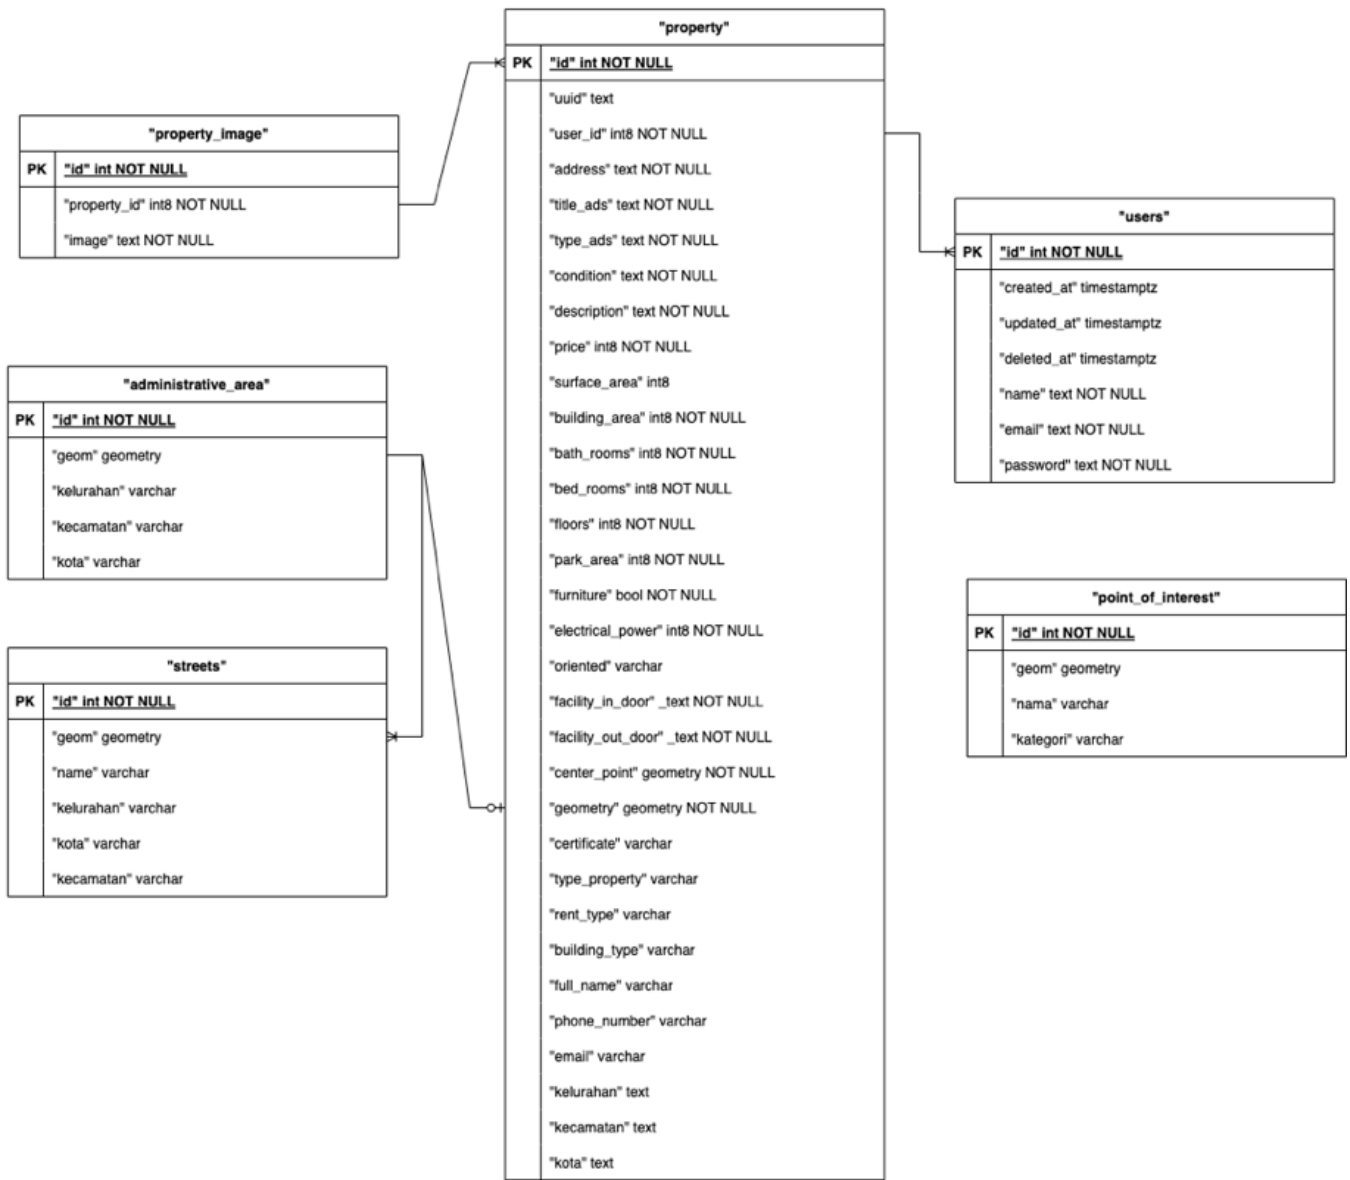 "property"
PK "id" int NOT NULL
"uuid" text
"user_id" int8 NOT NULL
"address" text NOT NULL
"title_ads" text NOT NULL
"type_ads" text NOT NULL
"condition" text NOT NULL
"description" text NOT NULL
"price" int8 NOT NULL
"surface_area" int8
"building_area" int8 NOT NULL
"bath_rooms" int8 NOT NULL
"bed_rooms" int8 NOT NULL
"floors" int8 NOT NULL
"park_area" int8 NOT NULL
"furniture" bool NOT NULL
"electrical_power" int8 NOT NULL
"oriented" varchar
"facility_in_door" _text NOT NULL
"facility_out_door" _text NOT NULL
"center_point" geometry NOT NULL
"geometry" geometry NOT NULL
"certificate" varchar
"type_property" varchar
"rent_type" varchar
"building_type" varchar
"full_name" varchar
"phone_number" varchar
"email" varchar
"kelurahan" text
"kecamatan" text
"kota" text
"property_image"
PK "id" int NOT NULL
"property_id" int8 NOT NULL
"image" text NOT NULL
"administrative_area"
PK "id" int NOT NULL
"geom" geometry
"kelurahan" varchar
"kecamatan" varchar
"kota" varchar
"streets"
PK "id" int NOT NULL
"geom" geometry
"name" varchar
"kelurahan" varchar
"kota" varchar
"kecamatan" varchar
"users"
PK "id" int NOT NULL
"created_at" timestamptz
"updated_at" timestamptz
"deleted_at" timestamptz
"name" text NOT NULL
"email" text NOT NULL
"password" text NOT NULL
"point_of_interest"
PK "id" int NOT NULL
"geom" geometry
"nama" varchar
"kategori" varchar